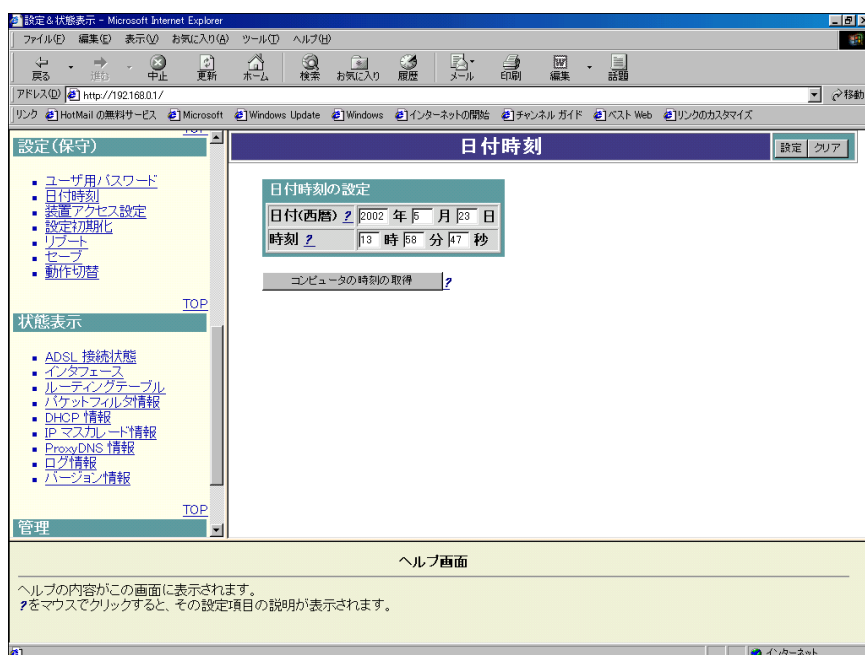 設定&状態表示 - Microsoft Internet Explorer
ファイル(F) 編集(E) 表示(V) お気に入り(A) ツール(T) ヘルプ(H)
戻る 進む 中止 更新 ホーム 検索 お気に入り 履歴 メール 印刷 編集 話題
アドレス(D) http://192.168.0.1/ 移動
リンク HotMail の無料サービス Microsoft Windows Update Windows インターネットの開始 チャンネル ガイド ベスト Web リンクのカスタマイズ
TOP
設定(保守)
ユーザ用パスワード
日付時刻
装置アクセス設定
設定初期化
リブート
セーブ
動作切替
TOP
状態表示
ADSL 接続状態
インタフェース
ルーティングテーブル
パケットフィルタ情報
DHCP 情報
IP マスカレード情報
ProxyDNS 情報
ログ情報
バージョン情報
TOP
管理
日付時刻
設定 クリア
日付時刻の設定
日付(西暦) ? 2002 年 5 月 23 日
時刻 ? 13 時 58 分 47 秒
コンピュータの時刻の取得 ?
ヘルプ画面
ヘルプの内容がこの画面に表示されます。
?をマウスでクリックすると、その設定項目の説明が表示されます。
インターネット